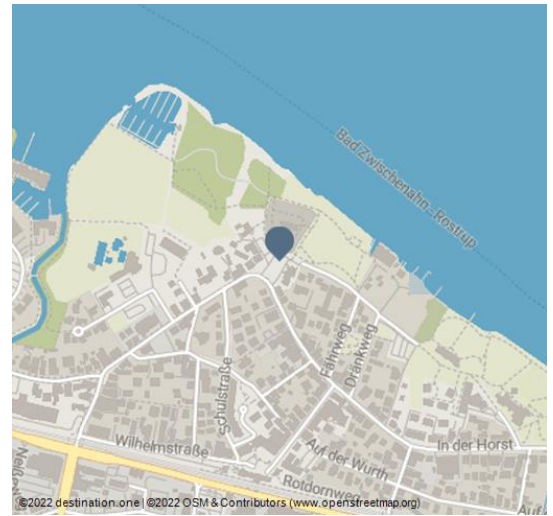 Bad Zwischenahn - Rostrup
Fährweg
Drankweg
Schulstraße
Wilhelmstraße
Auf der Wurth
In der Horst
Rotdornweg
Auf
©2022 destination.one | ©2022 OSM & Contributors (www.openstreetmap.org)